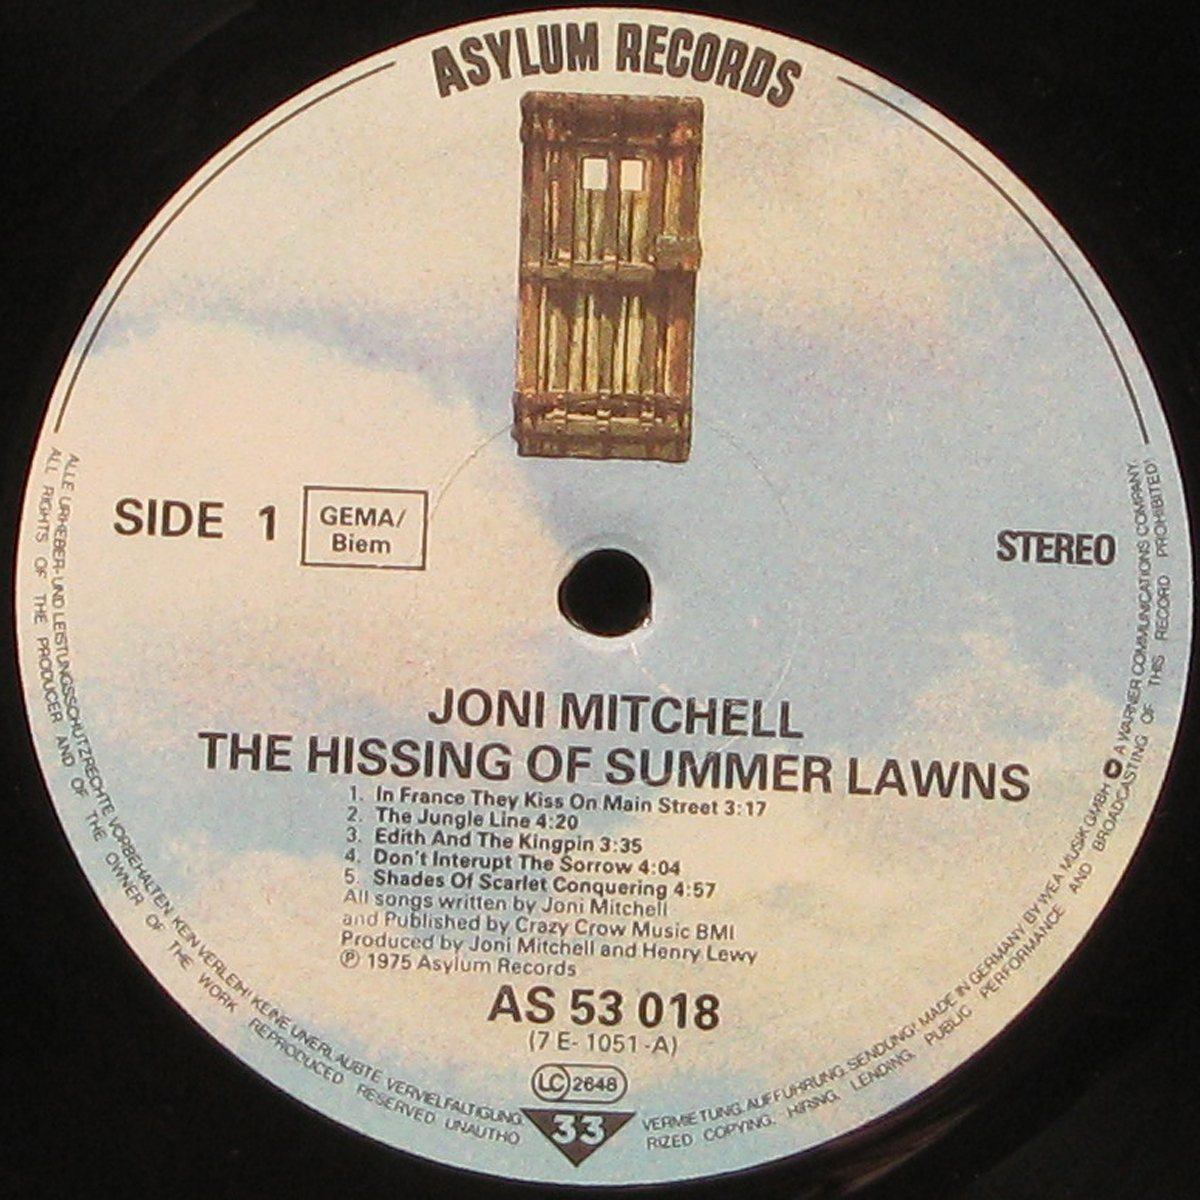 ASYLUM RECORDS
SIDE 1
GEMA/
Biem
STEREO
JONI MITCHELL
THE HISSING OF SUMMER LAWNS
1. In France They Kiss On Main Street 3:17
2. The Jungle Line 4:20
3. Edith And The Kingpin 3:35
4. Don't Interupt The Sorrow 4:04
5. Shades Of Scarlet Conquering 4:57
All songs written by Joni Mitchell
and Published by Crazy Crow Music BMI
Produced by Joni Mitchell and Henry Lewy
℗ 1975 Asylum Records
AS 53 018
(7 E- 1051 -A)
LC 2648
33
ALLE URHEBER- UND LEISTUNGSSCHUTZRECHTE VORBEHALTEN. KEIN VERLEIH! KEINE UNERLAUBTE VERVIELFALTIGUNG, VERMIETUNG, AUFFÜHRUNG, SENDUNG! MADE IN GERMANY BY WEA MUSIK GMBH A WARNER COMMUNICATIONS COMPANY.
ALL RIGHTS OF THE PRODUCER AND OF THE OWNER OF THE WORK REPRODUCED RESERVED UNAUTHORIZED COPYING, HIRING, LENDING, PUBLIC PERFORMANCE AND BROADCASTING OF THIS RECORD PROHIBITED!